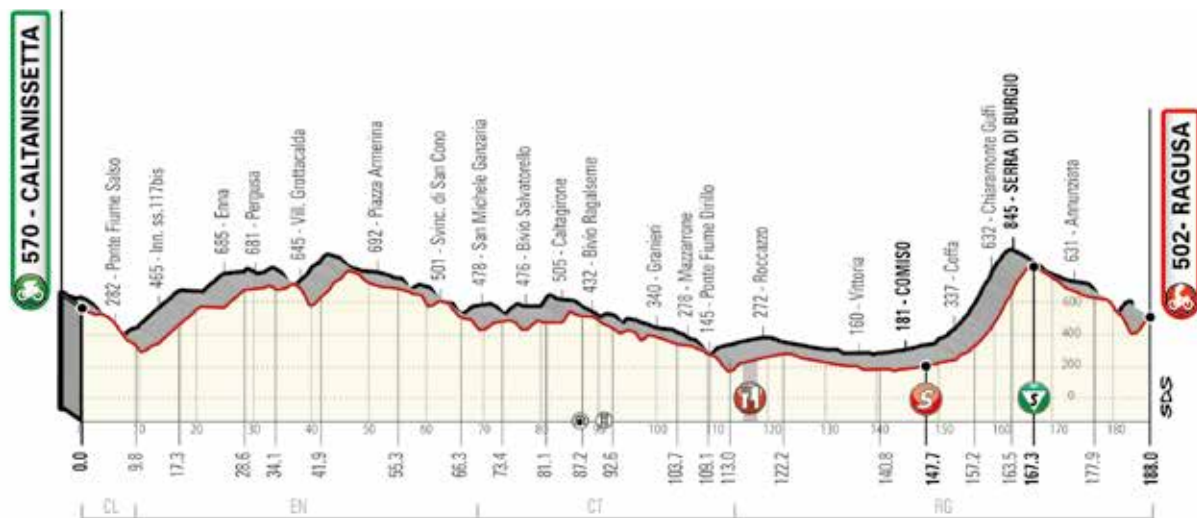 570 - CALTANISSETTA
282 - Ponte Fiume Salso
465 - Inn. ss.117bis
685 - Enna
681 - Pergusa
645 - Vill. Grottacalda
692 - Piazza Armerina
501 - Svinc. di San Cono
478 - San Michele Ganzaria
476 - Bivio Salvatorello
505 - Caltagirone
432 - Bivio Ragalseme
340 - Granieri
278 - Mazzarrone
145 - Ponte Fiume Dirillo
272 - Roccazzo
160 - Vittoria
181 - COMISO
337 - Coffa
632 - Chiaramonte Gulfi
845 - SERRA DI BURGIO
631 - Annunziata
502 - RAGUSA
600
400
200
0
S
S
SDS
10 20 30 40 50 60 70 80 90 100 110 120 130 140 150 160 170 180
0.0 9.8 17.3 28.6 34.1 41.9 55.3 66.3 73.4 81.1 87.2 92.6 103.7 109.1 113.0 122.2 140.8 147.7 157.2 163.5 167.3 177.9 188.0
CL EN CT RG